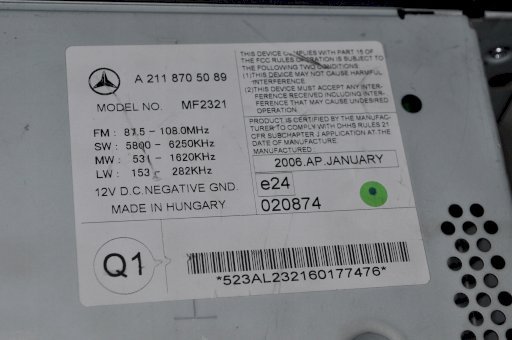 A 211 870 50 89
MODEL NO. MF2321
FM : 87.5 - 108.0MHz
SW : 5800 - 6250KHz
MW : 531 - 1620KHz
LW : 153 - 282KHz
12V D.C. NEGATIVE GND.
MADE IN HUNGARY
THIS DEVICE COMPLIES WITH PART 15 OF
THE FCC RULES OPERATION IS SUBJECT TO
THE FOLLOWING TWO CONDITIONS
(1)THIS DEVICE MAY NOT CAUSE HARMFUL
INTERFERENCE.
(2)THIS DEVICE MUST ACCEPT ANY INTER-
FERENCE RECEIVED INCLUDING INTER-
FERENCE THAT MAY CAUSE UNDESIRED
OPERATION.
PRODUCT IS CERTIFIED BY THE MANUFAC-
TURER TO COMPLY WITH DHHS RULES 21
CFR SUBCHAPTER J APPLICATION AT THE
DATE OF MANUFACTURE.
MANUFACTURED
2006.AP.JANUARY
e24
020874
Q1
*523AL232160177476*